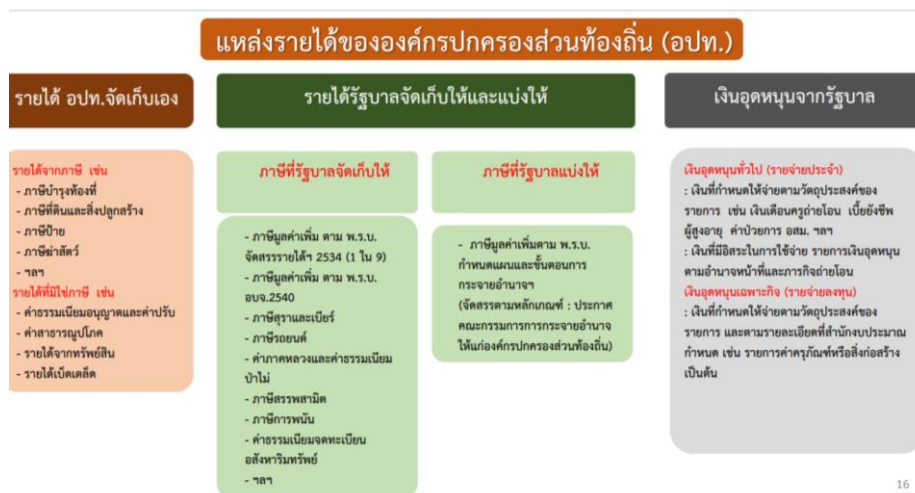 แหล่งรายได้ขององค์กรปกครองส่วนท้องถิ่น (อปท.)
รายได้ อปท.จัดเก็บเอง
รายได้จากภาษี เช่น
- ภาษีบำรุงท้องที่
- ภาษีที่ดินและสิ่งปลูกสร้าง
- ภาษีป้าย
- ภาษีฆ่าสัตว์
- ฯลฯ
รายได้ที่มิใช่ภาษี เช่น
- ค่าธรรมเนียมอนุญาตและค่าปรับ
- ค่าสาธารณูปโภค
- รายได้จากทรัพย์สิน
- รายได้เบ็ดเตล็ด
รายได้รัฐบาลจัดเก็บให้และแบ่งให้
ภาษีที่รัฐบาลจัดเก็บให้
- ภาษีมูลค่าเพิ่ม ตาม พ.ร.บ.
จัดสรรรายได้ฯ 2534 (1 ใน 9)
- ภาษีมูลค่าเพิ่ม ตาม พ.ร.บ.
อบจ.2540
- ภาษีสุราและเบียร์
- ภาษีรถยนต์
- ค่าภาคหลวงและค่าธรรมเนียม
ป่าไม้
- ภาษีสรรพสามิต
- ภาษีการพนัน
- ค่าธรรมเนียมจดทะเบียน
อสังหาริมทรัพย์
- ฯลฯ
ภาษีที่รัฐบาลแบ่งให้
- ภาษีมูลค่าเพิ่มตาม พ.ร.บ.
กำหนดแผนและขั้นตอนการ
กระจายอำนาจฯ
(จัดสรรตามหลักเกณฑ์ : ประกาศ
คณะกรรมการการกระจายอำนาจ
ให้แก่องค์กรปกครองส่วนท้องถิ่น)
เงินอุดหนุนจากรัฐบาล
เงินอุดหนุนทั่วไป (รายจ่ายประจำ)
: เงินที่กำหนดให้จ่ายตามวัตถุประสงค์ของ
รายการ เช่น เงินเดือนครูถ่ายโอน เบี้ยยังชีพ
ผู้สูงอายุ ค่าป่วยการ อสม. ฯลฯ
: เงินที่มีอิสระในการใช้จ่าย รายการเงินอุดหนุน
ตามอำนาจหน้าที่และภารกิจถ่ายโอน
เงินอุดหนุนเฉพาะกิจ (รายจ่ายลงทุน)
: เงินที่กำหนดให้จ่ายตามวัตถุประสงค์ของ
รายการ และตามรายละเอียดที่สำนักงบประมาณ
กำหนด เช่น รายการค่าครุภัณฑ์หรือสิ่งก่อสร้าง
เป็นต้น
16